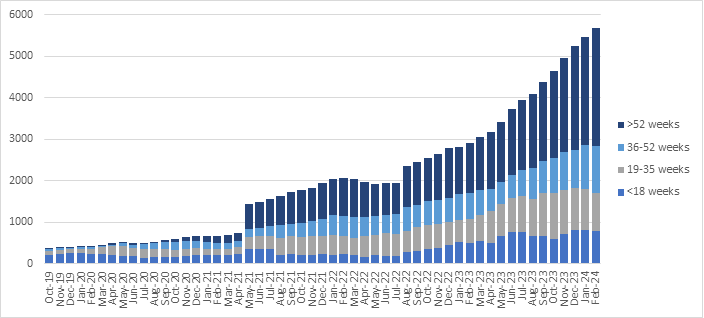 6000
5000
4000
3000
2000
1000
0
>52 weeks
36-52 weeks
19-35 weeks
<18 weeks
Oct-19
Nov-19
Dec-19
Jan-20
Feb-20
Mar-20
Apr-20
May-20
Jun-20
Jul-20
Aug-20
Sep-20
Oct-20
Nov-20
Dec-20
Jan-21
Feb-21
Mar-21
Apr-21
May-21
Jun-21
Jul-21
Aug-21
Sep-21
Oct-21
Nov-21
Dec-21
Jan-22
Feb-22
Mar-22
Apr-22
May-22
Jun-22
Jul-22
Aug-22
Sep-22
Oct-22
Nov-22
Dec-22
Jan-23
Feb-23
Mar-23
Apr-23
May-23
Jun-23
Jul-23
Aug-23
Sep-23
Oct-23
Nov-23
Dec-23
Jan-24
Feb-24